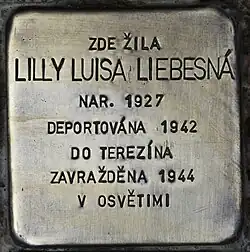 ZDE ŽILA
LILLY LUISA LIEBESNÁ
NAR. 1927
DEPORTOVÁNA 1942
DO TEREZÍNA
ZAVRAŽDĚNA 1944
V OSVĚTIMI